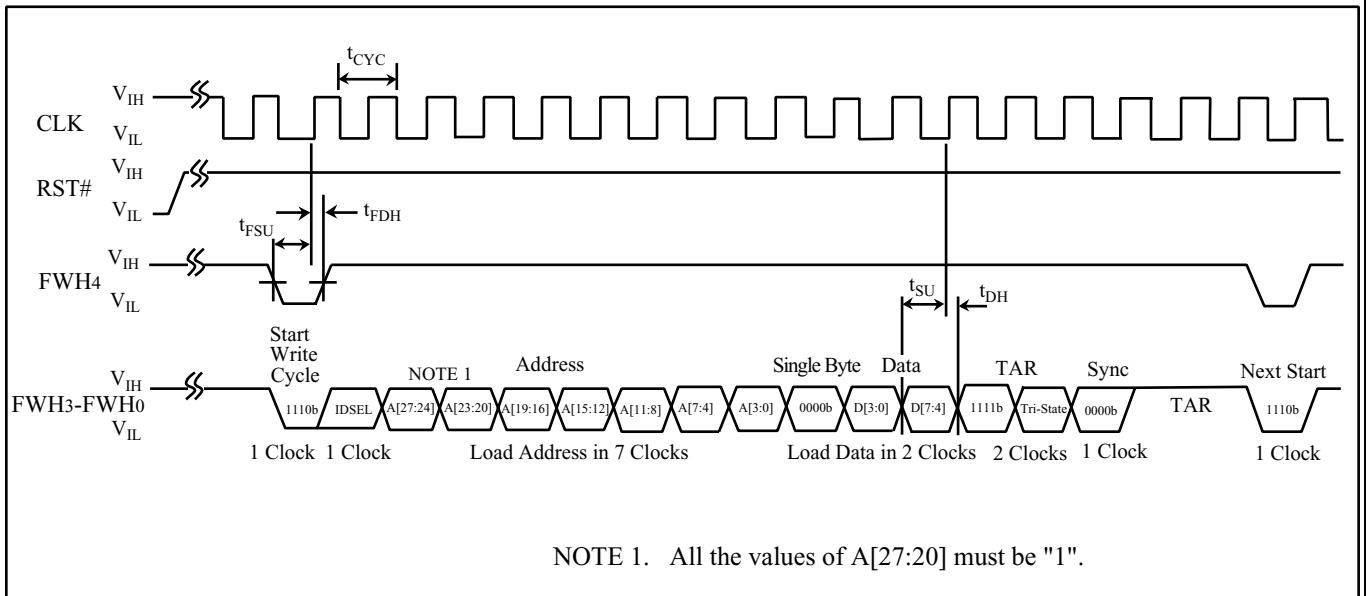 tCYC
VIH
CLK
VIL
VIH
RST#
VIL
tFSU
tFDH
VIH
FWH4
VIL
tSU
tDH
Start
Write
Cycle
NOTE 1
Address
Single Byte
Data
TAR
Sync
Next Start
VIH
FWH3-FWH0
VIL
1110b
IDSEL
A[27:24]
A[23:20]
A[19:16]
A[15:12]
A[11:8]
A[7:4]
A[3:0]
0000b
D[3:0]
D[7:4]
1111b
Tri-State
0000b
TAR
1110b
1 Clock
1 Clock
Load Address in 7 Clocks
Load Data in 2 Clocks
2 Clocks
1 Clock
1 Clock
NOTE 1. All the values of A[27:20] must be "1".